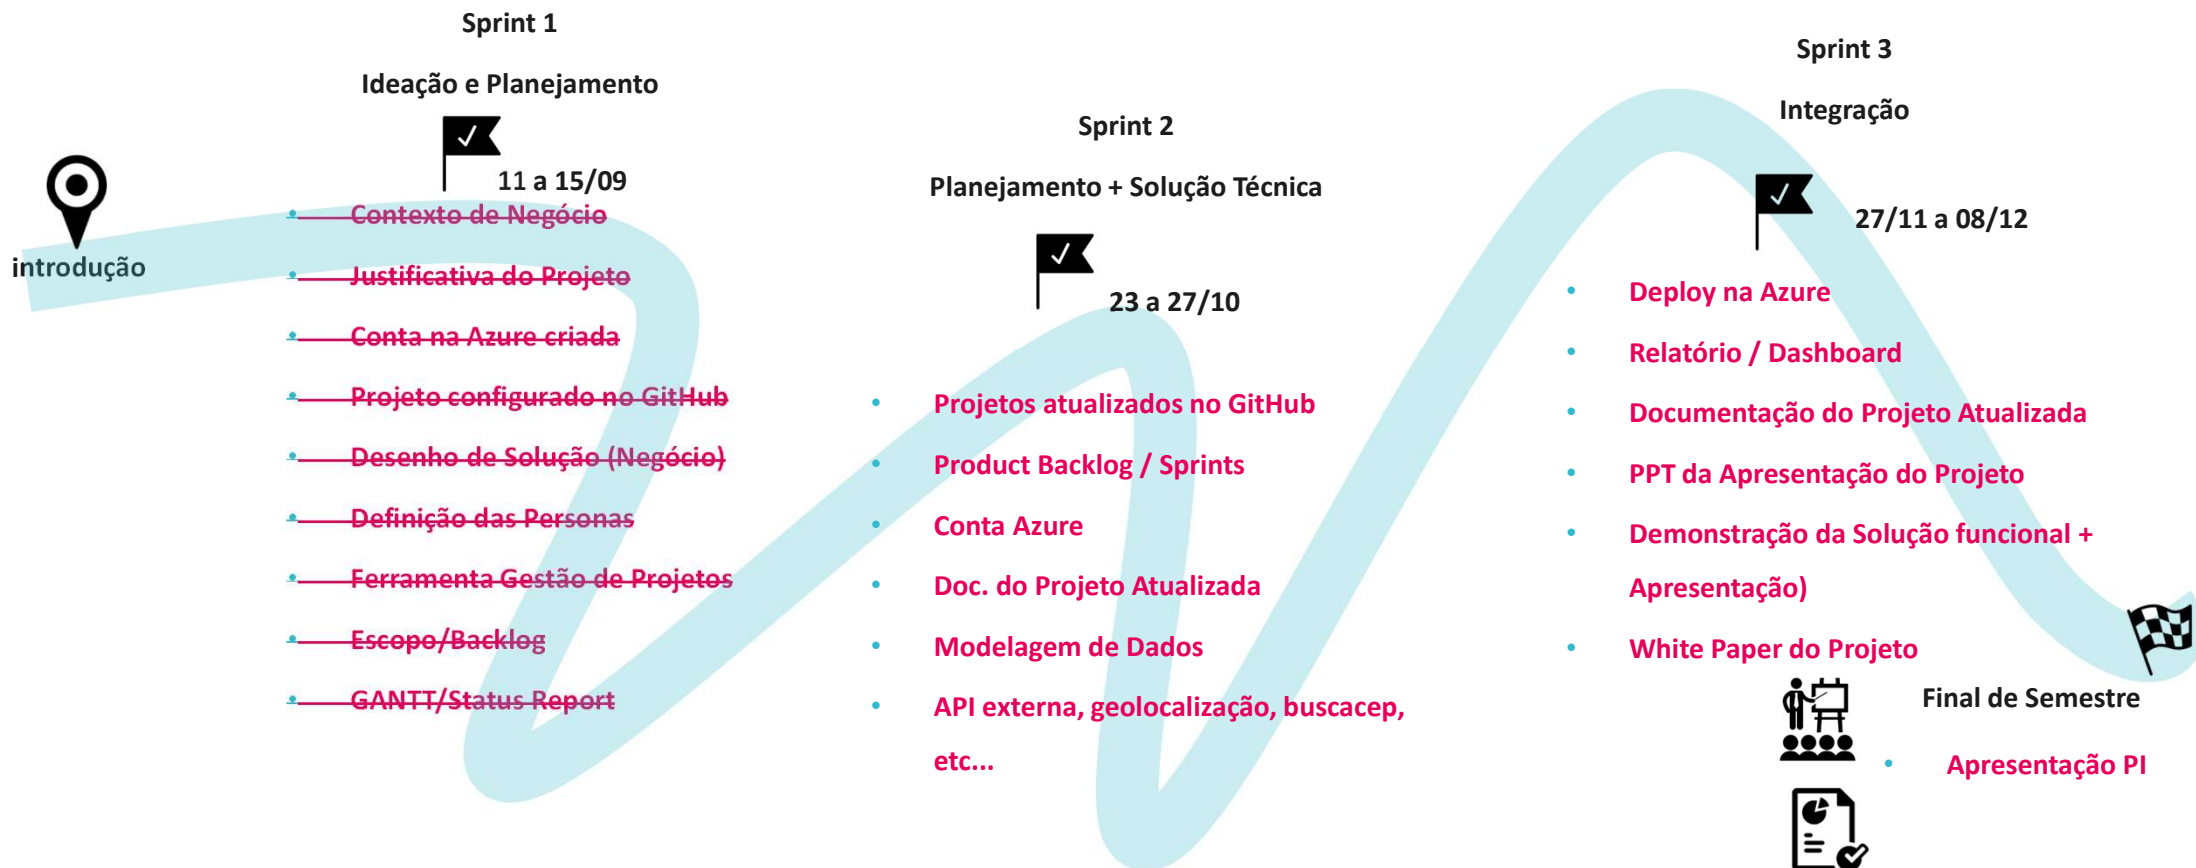 Sprint 1
Ideação e Planejamento
11 a 15/09
introdução
Contexto de Negócio
Justificativa do Projeto
Conta na Azure criada
Projeto configurado no GitHub
Desenho de Solução (Negócio)
Definição das Personas
Ferramenta Gestão de Projetos
Escopo/Backlog
GANTT/Status Report
Sprint 2
Planejamento + Solução Técnica
23 a 27/10
Projetos atualizados no GitHub
Product Backlog / Sprints
Conta Azure
Doc. do Projeto Atualizada
Modelagem de Dados
API externa, geolocalização, buscacep,
etc...
Sprint 3
Integração
27/11 a 08/12
Deploy na Azure
Relatório / Dashboard
Documentação do Projeto Atualizada
PPT da Apresentação do Projeto
Demonstração da Solução funcional +
Apresentação)
White Paper do Projeto
Final de Semestre
Apresentação PI